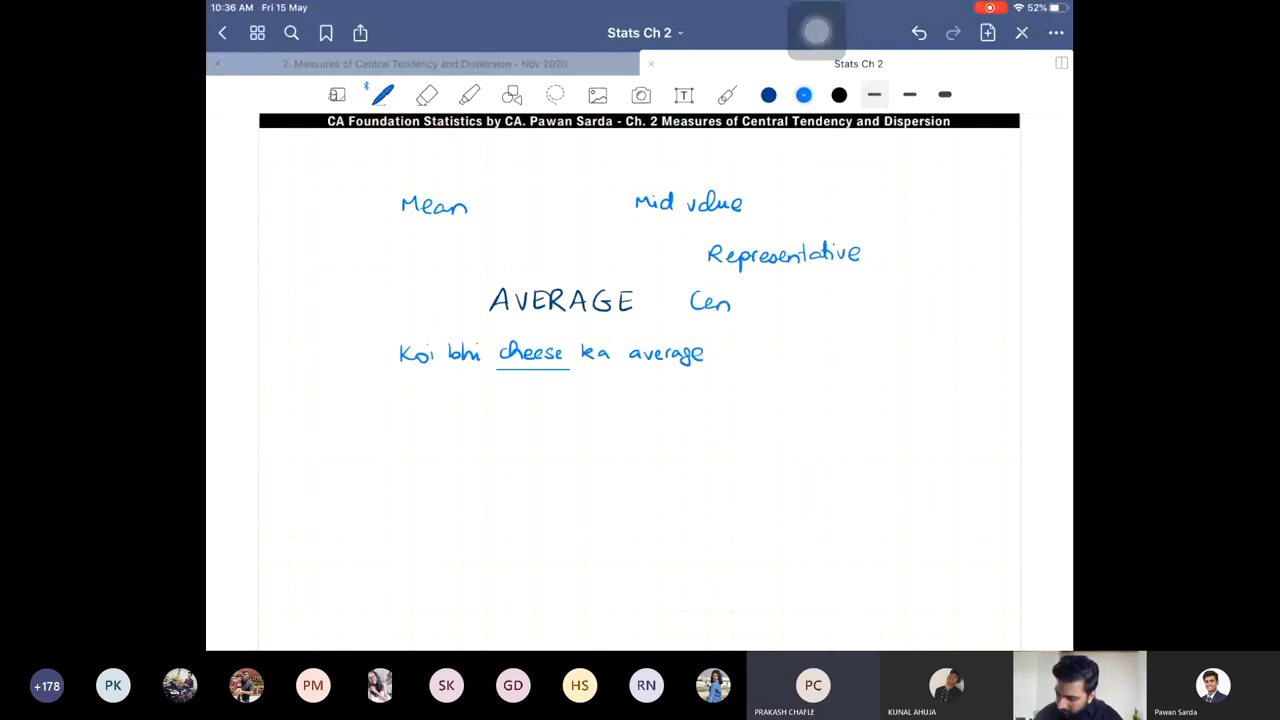 10:36 AM Fri 15 May
52%
Stats Ch 2
2. Measures of Central Tendency and Dispersion - Nov 2020
Stats Ch 2
T
CA Foundation Statistics by CA. Pawan Sarda - Ch. 2 Measures of Central Tendency and Dispersion
Mean
Mid value
Representative
AVERAGE
Cen
Koi bhi cheese ka average
+178
PK
PM
SK
GD
HS
RN
PC
PRAKASH CHAFLE
KUNAL AHUJA
Pawan Sarda